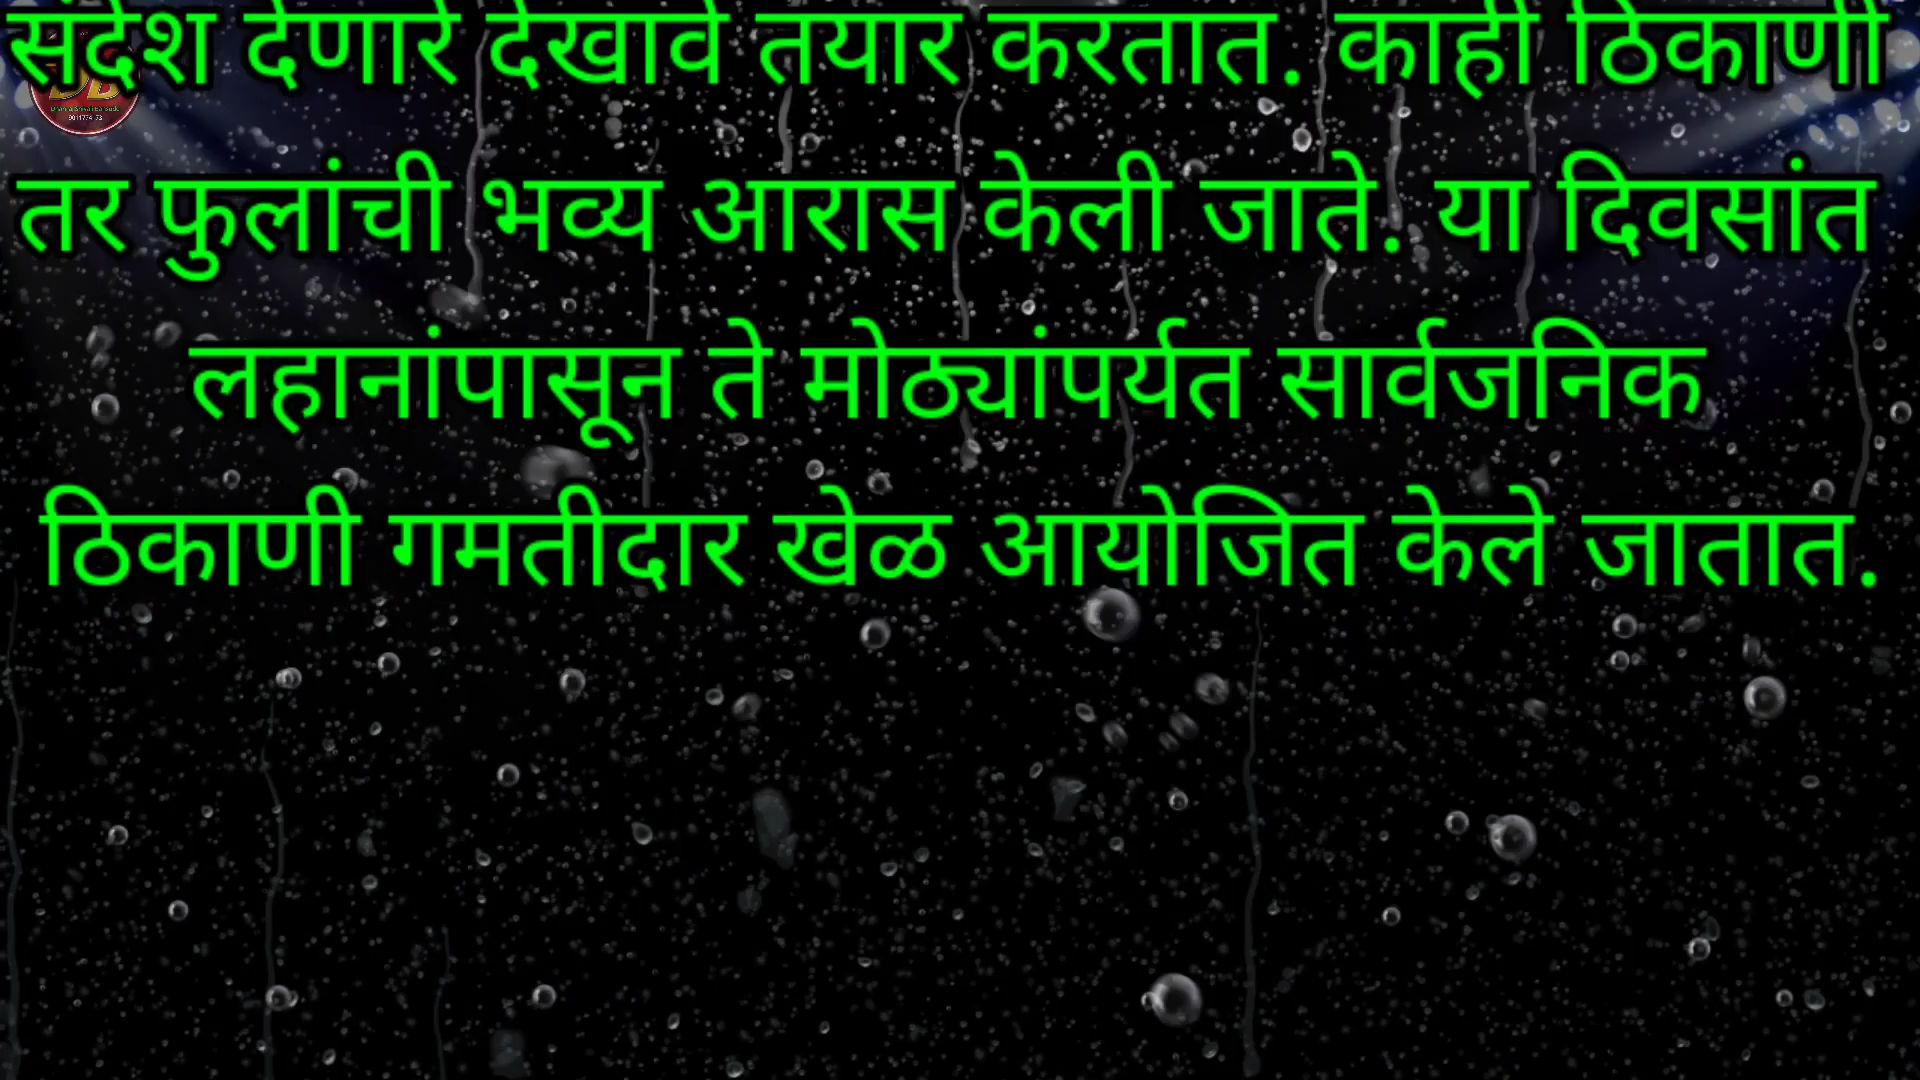 संदेश देणारे देखावे तयार करतात. काही ठिकाणी
तर फुलांची भव्य आरास केली जाते. या दिवसांत
लहानांपासून ते मोठ्यांपर्यंत सार्वजनिक
ठिकाणी गमतीदार खेळ आयोजित केले जातात.